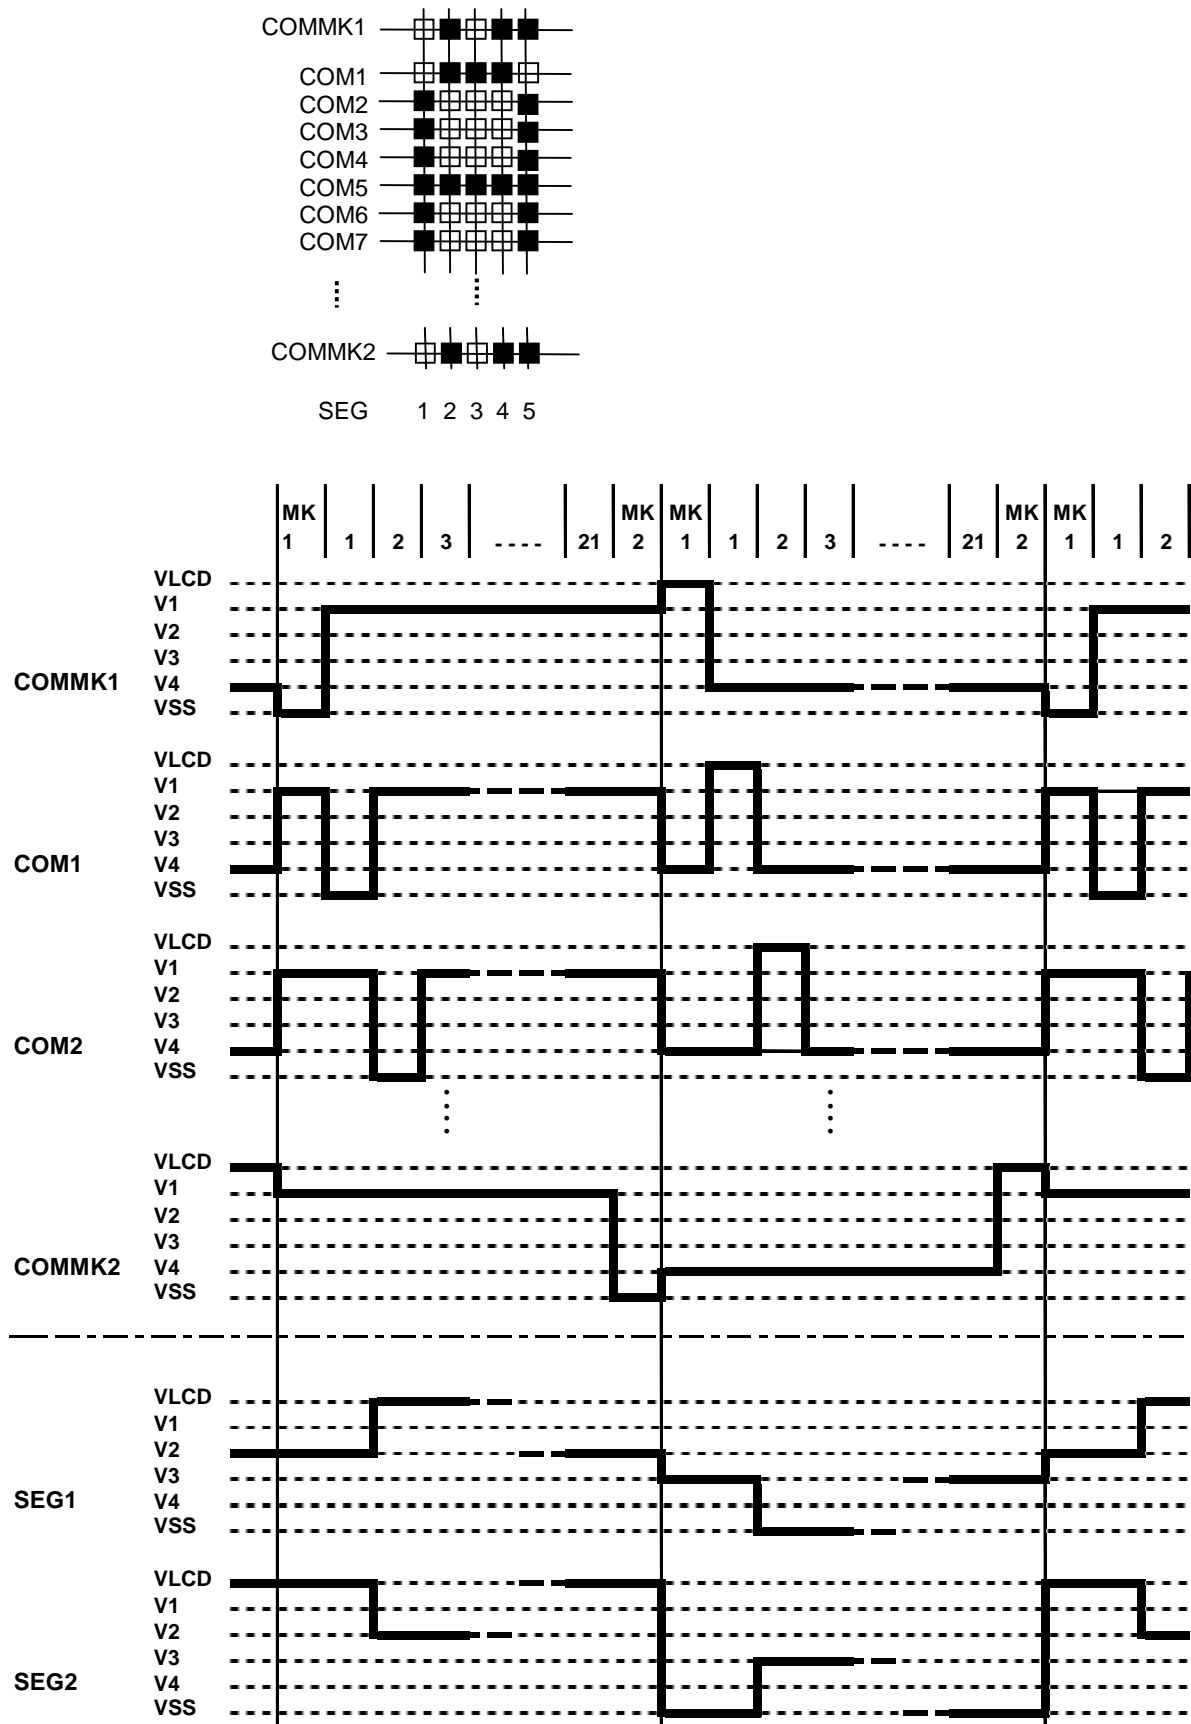 COMMK1
COM1
COM2
COM3
COM4
COM5
COM6
COM7
COMMK2
SEG 1 2 3 4 5
MK MK MK MK MK
1 1 2 3 ---- 21 2 1 1 2 3 ---- 21 2 1 1 2
VLCD
V1
V2
V3
COMMK1 V4
VSS
VLCD
V1
V2
V3
COM1 V4
VSS
VLCD
V1
V2
V3
COM2 V4
VSS
VLCD
V1
V2
V3
COMMK2 V4
VSS
VLCD
V1
V2
V3
SEG1 V4
VSS
VLCD
V1
V2
V3
SEG2 V4
VSS